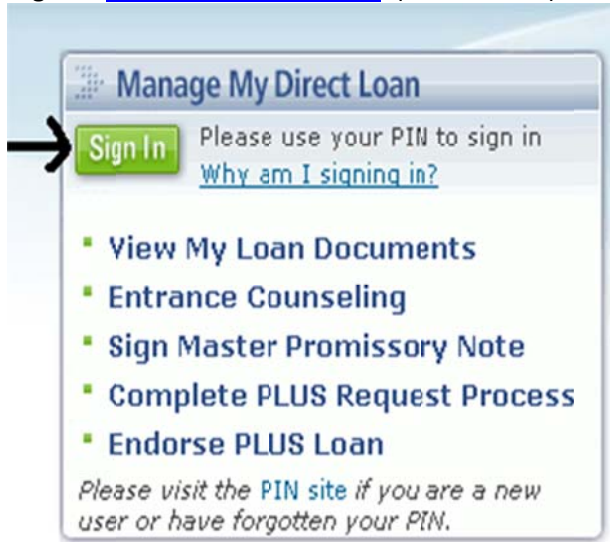 Manage My Direct Loan
Sign In
Please use your PIN to sign in
Why am I signing in?
View My Loan Documents
Entrance Counseling
Sign Master Promissory Note
Complete PLUS Request Process
Endorse PLUS Loan
Please visit the PIN site if you are a new
user or have forgotten your PIN.